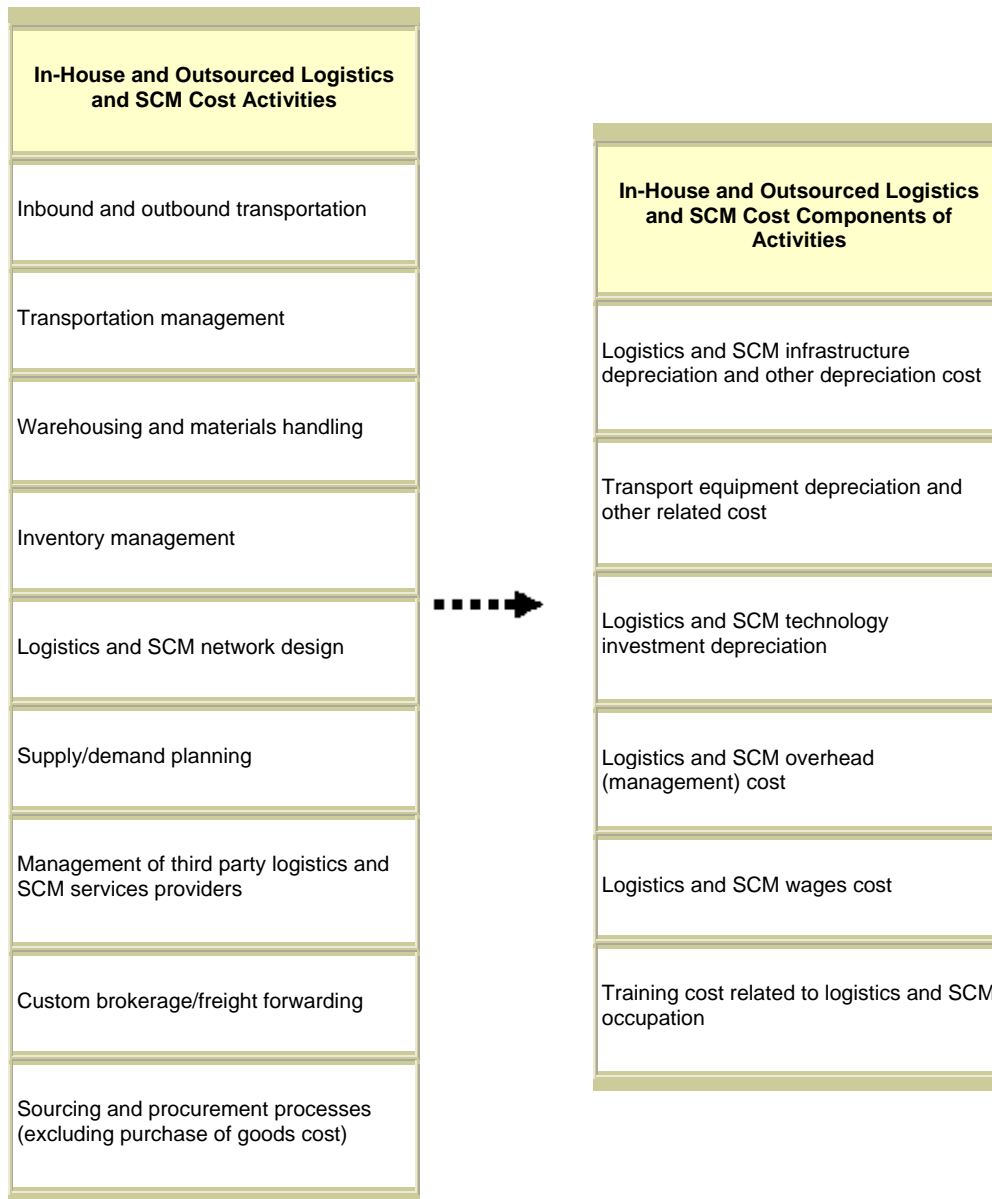 In-House and Outsourced Logistics
and SCM Cost Activities
Inbound and outbound transportation
Transportation management
Warehousing and materials handling
Inventory management
Logistics and SCM network design
Supply/demand planning
Management of third party logistics and
SCM services providers
Custom brokerage/freight forwarding
Sourcing and procurement processes
(excluding purchase of goods cost)
In-House and Outsourced Logistics
and SCM Cost Components of
Activities
Logistics and SCM infrastructure
depreciation and other depreciation cost
Transport equipment depreciation and
other related cost
Logistics and SCM technology
investment depreciation
Logistics and SCM overhead
(management) cost
Logistics and SCM wages cost
Training cost related to logistics and SCM
occupation